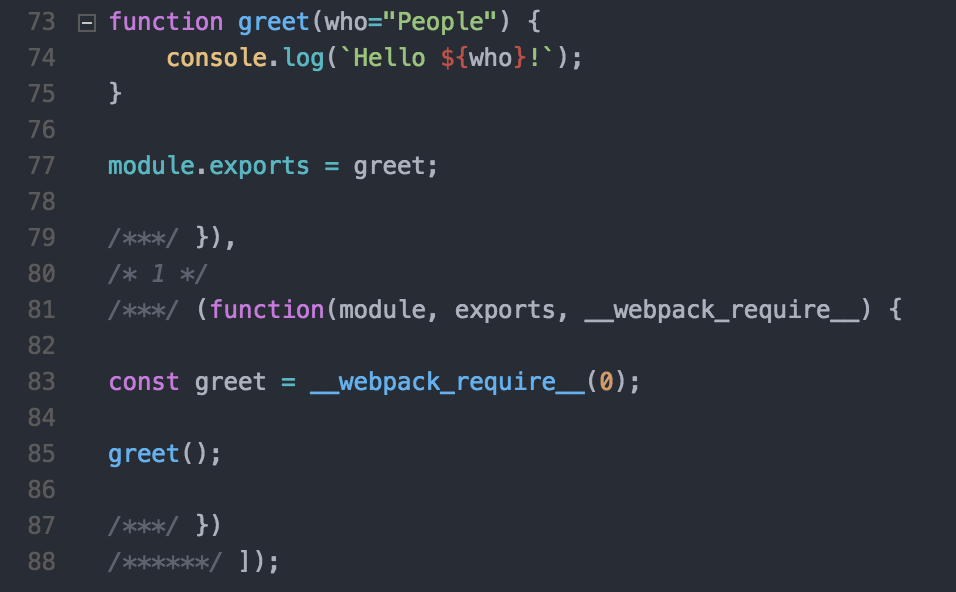 73 function greet(who="People") {
74     console.log(`Hello ${who}!`);
75 }
76
77 module.exports = greet;
78
79 /***/ }),
80 /* 1 */
81 /***/ (function(module, exports, __webpack_require__) {
82
83 const greet = __webpack_require__(0);
84
85 greet();
86
87 /***/ })
88 /******/ ]);